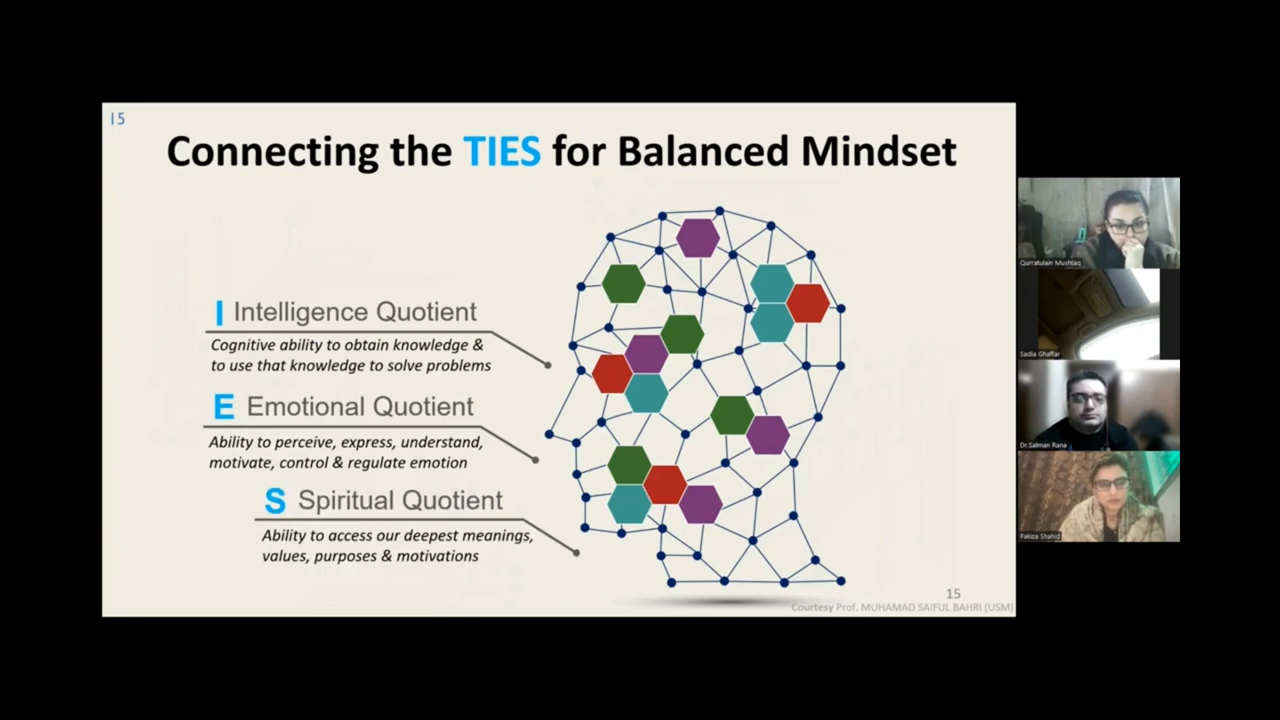 15
Connecting the TIES for Balanced Mindset
I Intelligence Quotient
Cognitive ability to obtain knowledge &
to use that knowledge to solve problems
E Emotional Quotient
Ability to perceive, express, understand,
motivate, control & regulate emotion
S Spiritual Quotient
Ability to access our deepest meanings,
values, purposes & motivations
15
Courtesy Prof. MUHAMAD SAIFUL BAHRI (USM)
Qurratulain Mushtaq
Sadia Ghaffar
Dr.Salman Rana
Pakiza Shahid